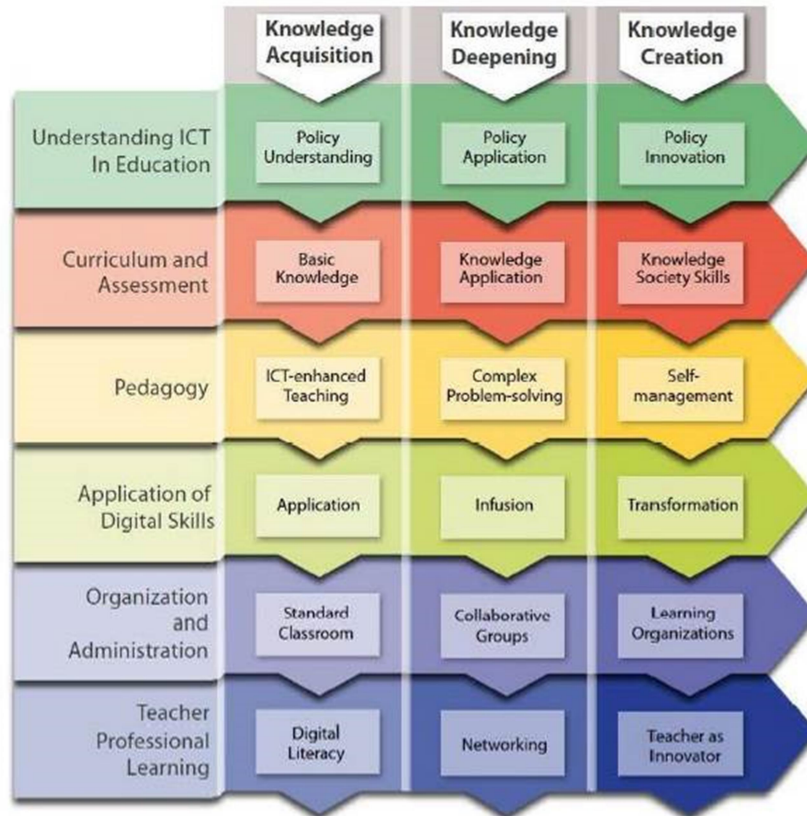 Knowledge
Acquisition
Knowledge
Deepening
Knowledge
Creation
Understanding ICT
In Education
Policy
Understanding
Policy
Application
Policy
Innovation
Curriculum and
Assessment
Basic
Knowledge
Knowledge
Application
Knowledge
Society Skills
Pedagogy
ICT-enhanced
Teaching
Complex
Problem-solving
Self-
management
Application of
Digital Skills
Application
Infusion
Transformation
Organization
and
Administration
Standard
Classroom
Collaborative
Groups
Learning
Organizations
Teacher
Professional
Learning
Digital
Literacy
Networking
Teacher as
Innovator